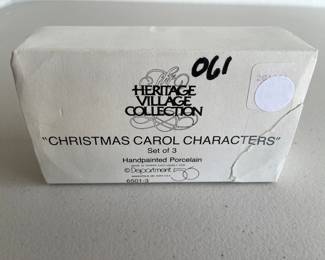 The
061
HERITAGE
VILLAGE
COLLECTION
"CHRISTMAS CAROL CHARACTERS"
Set of 3
Handpainted Porcelain
© Department 56
6501-3